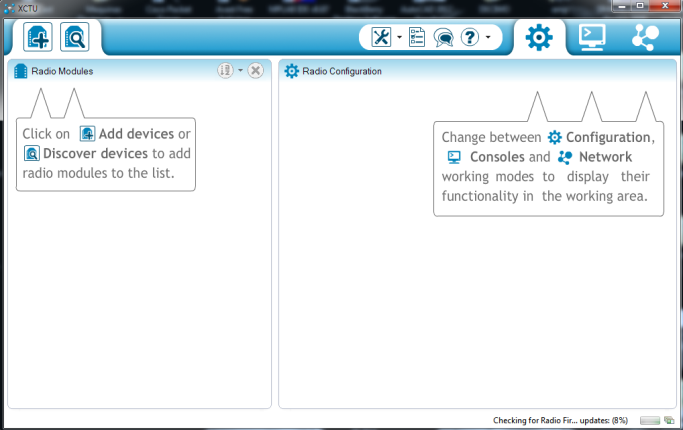 XCTU
Radio Modules
Radio Configuration
Click on Add devices or
Discover devices to add
radio modules to the list.
Change between Configuration,
Consoles and Network
working modes to display their
functionality in the working area.
Checking for Radio Fir... updates: (8%)